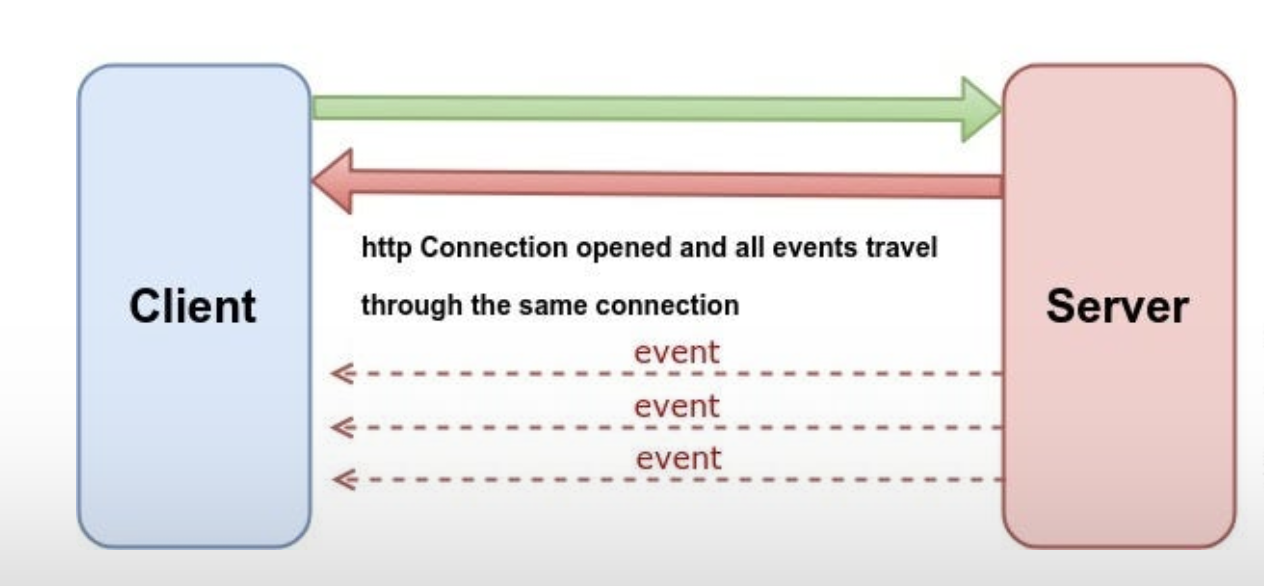 http Connection opened and all events travel
through the same connection
Client
Server
event
event
event